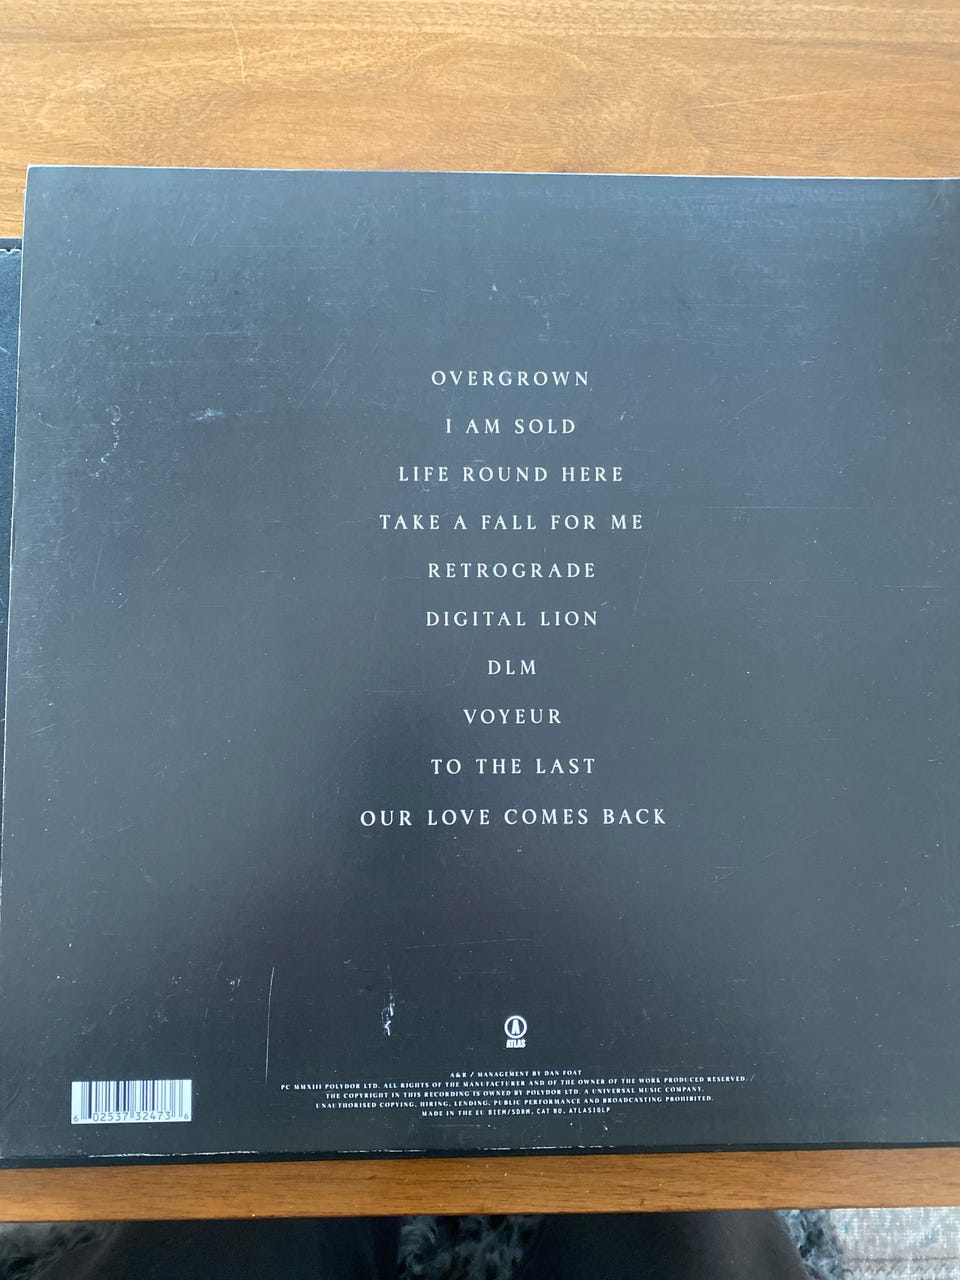 OVERGROWN
I AM SOLD
LIFE ROUND HERE
TAKE A FALL FOR ME
RETROGRADE
DIGITAL LION
DLM
VOYEUR
TO THE LAST
OUR LOVE COMES BACK
A
ATLAS
A&R / MANAGEMENT BY DAN FOAT
PC MMXIII POLYDOR LTD. ALL RIGHTS OF THE MANUFACTURER AND OF THE OWNER OF THE WORK PRODUCED RESERVED.
THE COPYRIGHT IN THIS RECORDING IS OWNED BY POLYDOR LTD. A UNIVERSAL MUSIC COMPANY.
UNAUTHORISED COPYING, HIRING, LENDING, PUBLIC PERFORMANCE AND BROADCASTING PROHIBITED.
MADE IN THE EU BIEM/SDRM. CAT NO. ATLAS10LP
6 02537 32473 6